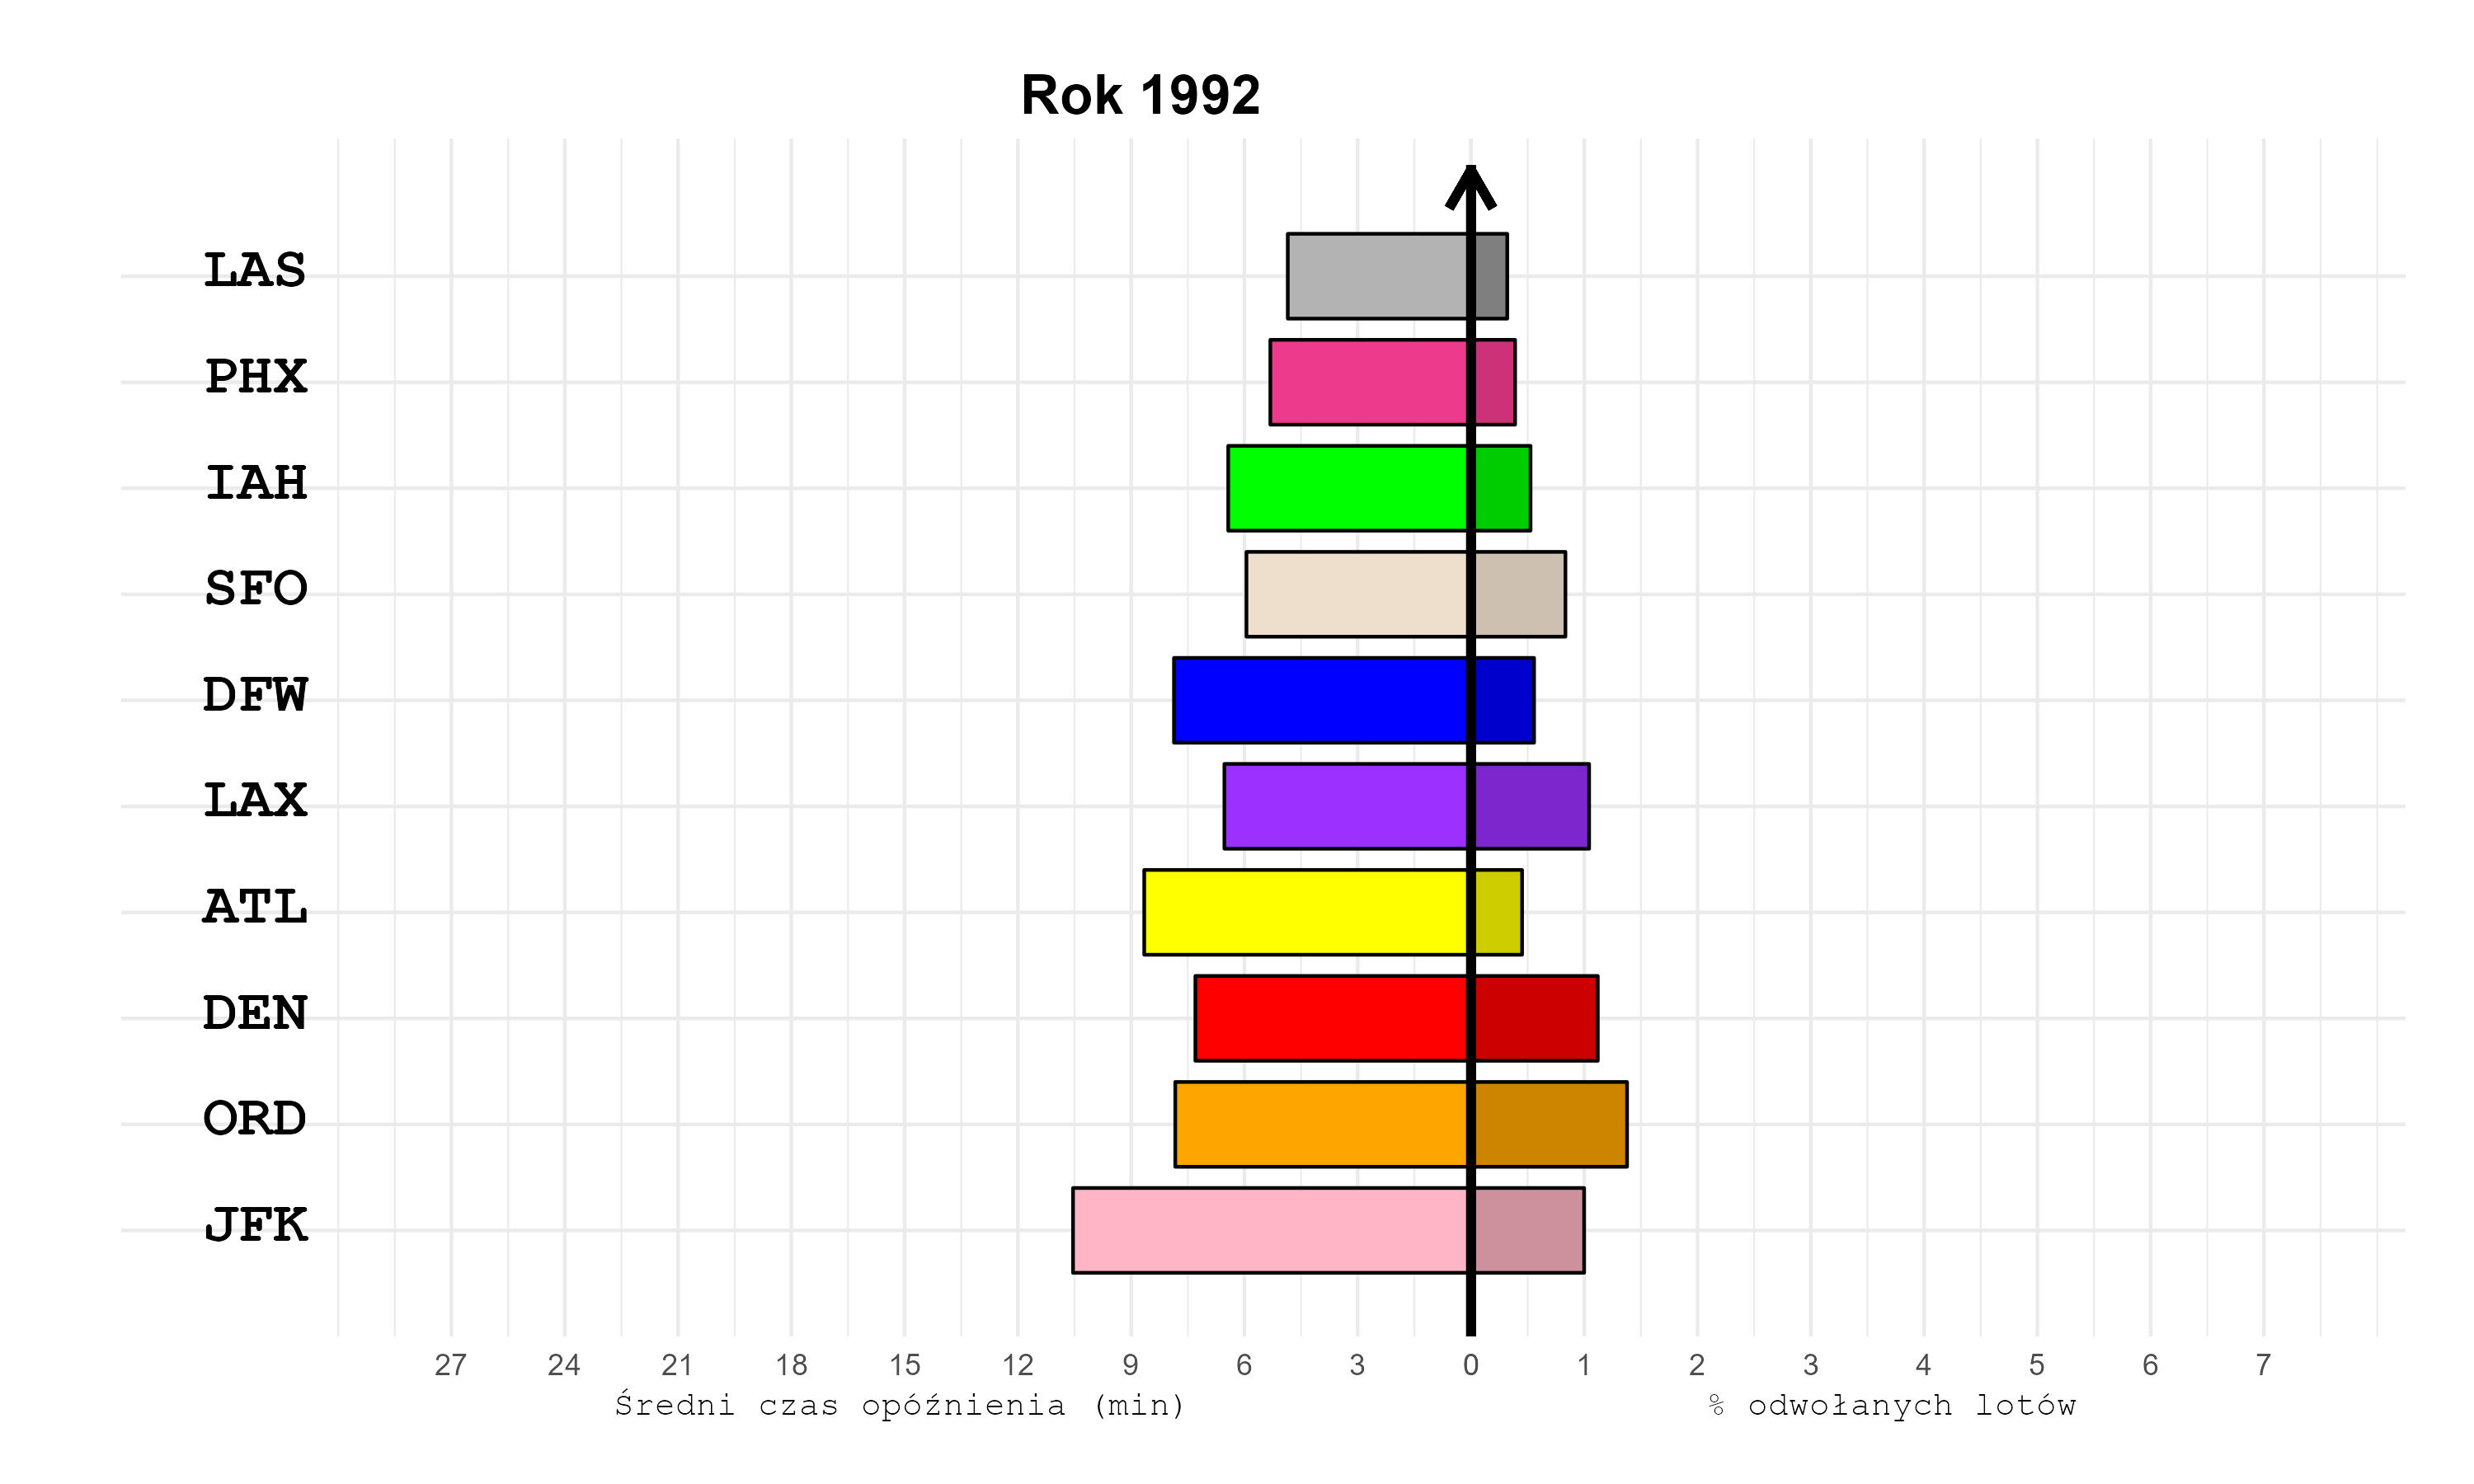 Rok 1992
LAS
PHX
IAH
SFO
DFW
LAX
ATL
DEN
ORD
JFK
27 24 21 18 15 12 9 6 3 0 1 2 3 4 5 6 7
Średni czas opóźnienia (min) % odwołanych lotów